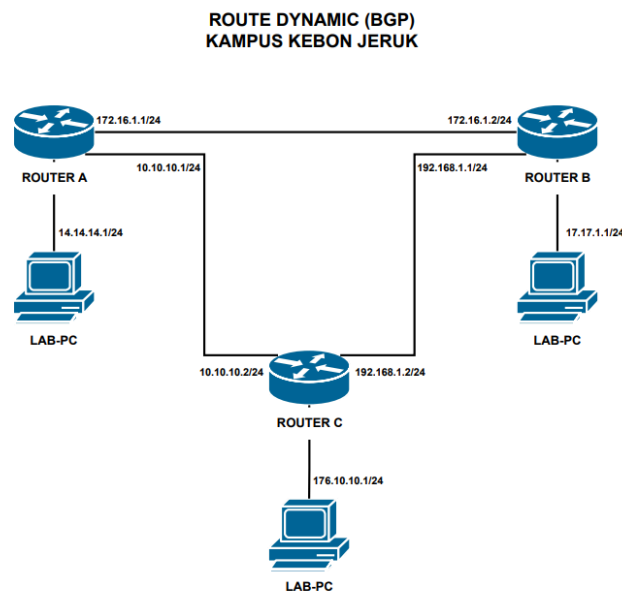 ROUTE DYNAMIC (BGP)
KAMPUS KEBON JERUK
172.16.1.1/24
172.16.1.2/24
10.10.10.1/24
192.168.1.1/24
ROUTER A
ROUTER B
14.14.14.1/24
17.17.1.1/24
LAB-PC
LAB-PC
10.10.10.2/24
192.168.1.2/24
ROUTER C
176.10.10.1/24
LAB-PC